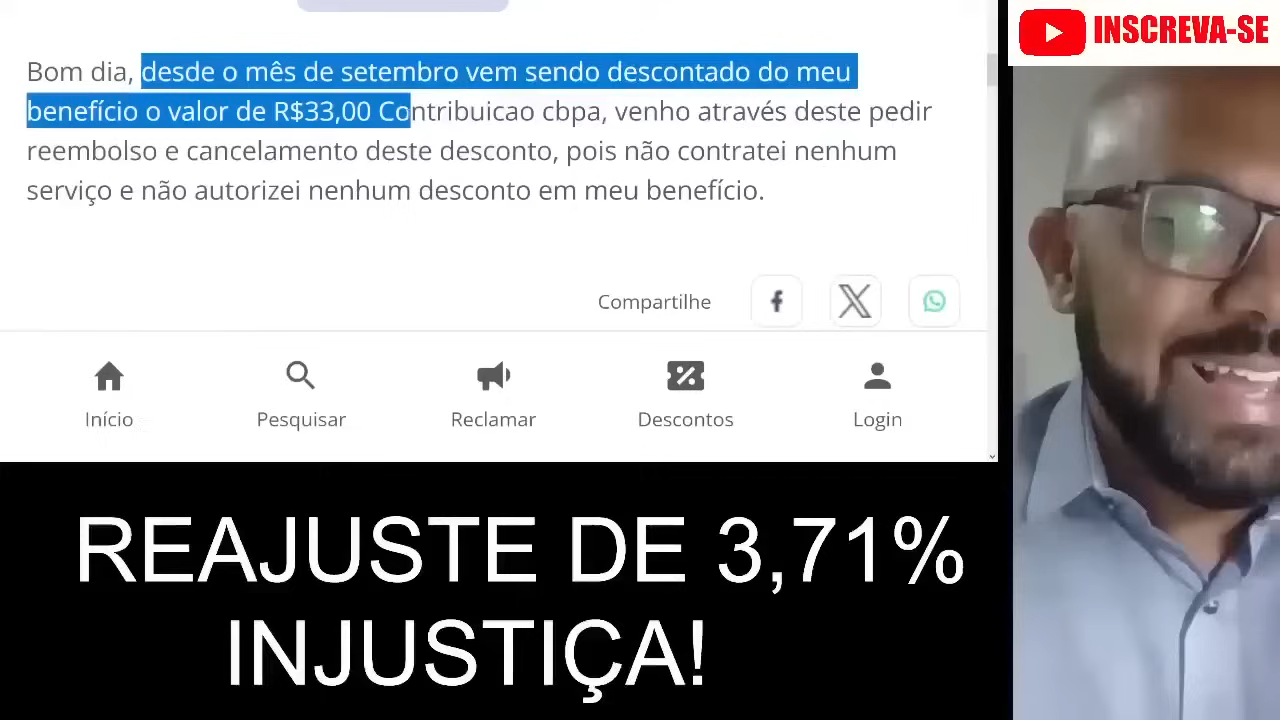 INSCREVA-SE
Bom dia, desde o mês de setembro vem sendo descontado do meu
benefício o valor de R$33,00 Contribuicao cbpa, venho através deste pedir
reembolso e cancelamento deste desconto, pois não contratei nenhum
serviço e não autorizei nenhum desconto em meu benefício.
Compartilhe
Início
Pesquisar
Reclamar
Descontos
Login
REAJUSTE DE 3,71%
INJUSTIÇA!